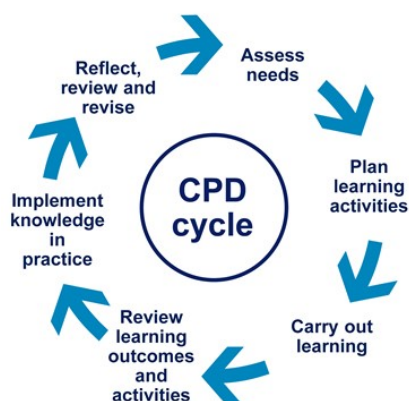 Assess
needs
Plan
learning
activities
Carry out
learning
Review
learning
outcomes
and
activities
Implement
knowledge
in
practice
Reflect,
review and
revise
CPD
cycle